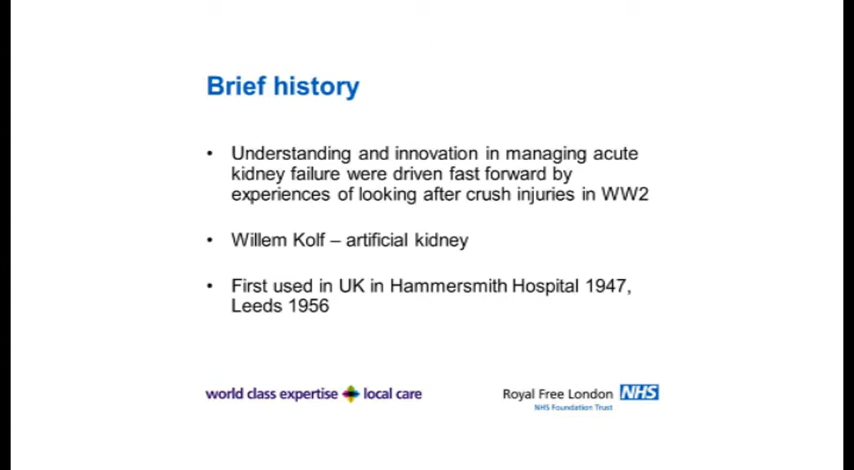 Brief history
• Understanding and innovation in managing acute
kidney failure were driven fast forward by
experiences of looking after crush injuries in WW2
• Willem Kolf – artificial kidney
• First used in UK in Hammersmith Hospital 1947,
Leeds 1956
world class expertise local care
Royal Free London NHS
NHS Foundation Trust